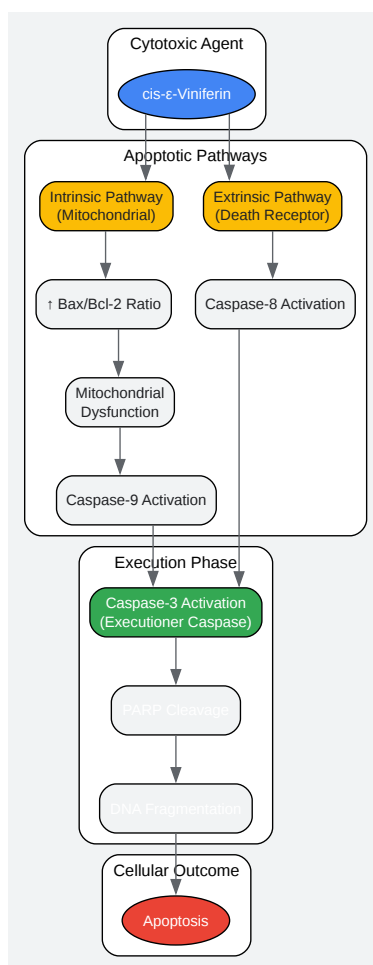 Cytotoxic Agent
cis-ε-Viniferin
Apoptotic Pathways
Intrinsic Pathway
(Mitochondrial)
Extrinsic Pathway
(Death Receptor)
↑ Bax/Bcl-2 Ratio
Caspase-8 Activation
Mitochondrial
Dysfunction
Caspase-9 Activation
Execution Phase
Caspase-3 Activation
(Executioner Caspase)
PARP Cleavage
DNA Fragmentation
Cellular Outcome
Apoptosis